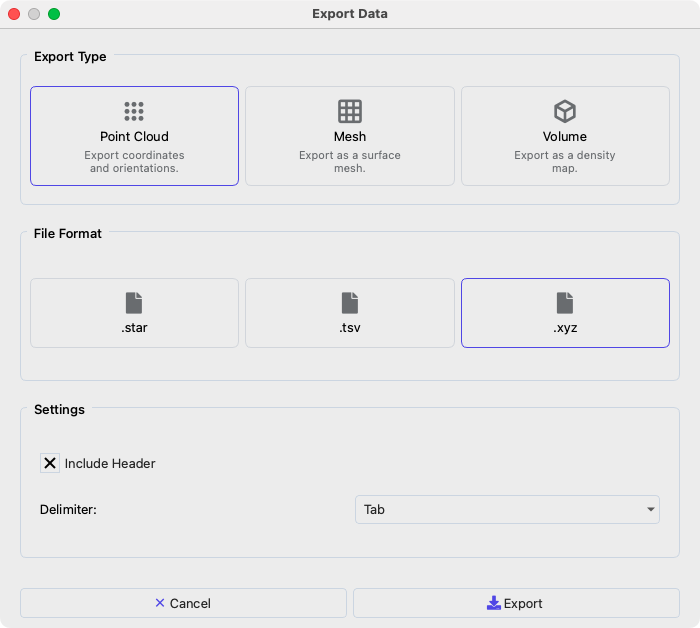 Export Data
Export Type
Point Cloud
Export coordinates
and orientations.
Mesh
Export as a surface
mesh.
Volume
Export as a density
map.
File Format
.star
.tsv
.xyz
Settings
Include Header
Delimiter:
Tab
Cancel
Export